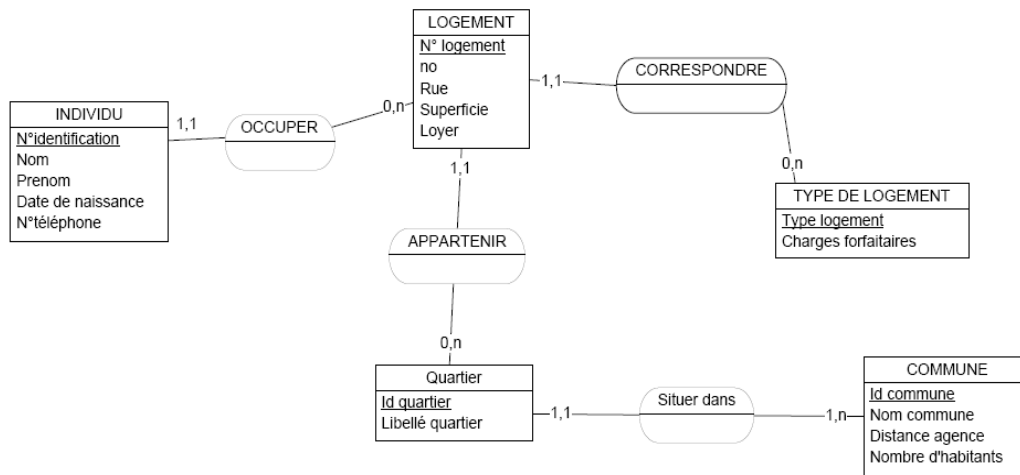 LOGEMENT
N° logement
no
Rue
Superficie
Loyer
1,1
CORRESPONDRE
0,n
TYPE DE LOGEMENT
Type logement
Charges forfaitaires
INDIVIDU
N°identification
Nom
Prenom
Date de naissance
N°téléphone
1,1
OCCUPER
0,n
1,1
APPARTENIR
0,n
Quartier
Id quartier
Libellé quartier
1,1
Situer dans
1,n
COMMUNE
Id commune
Nom commune
Distance agence
Nombre d'habitants